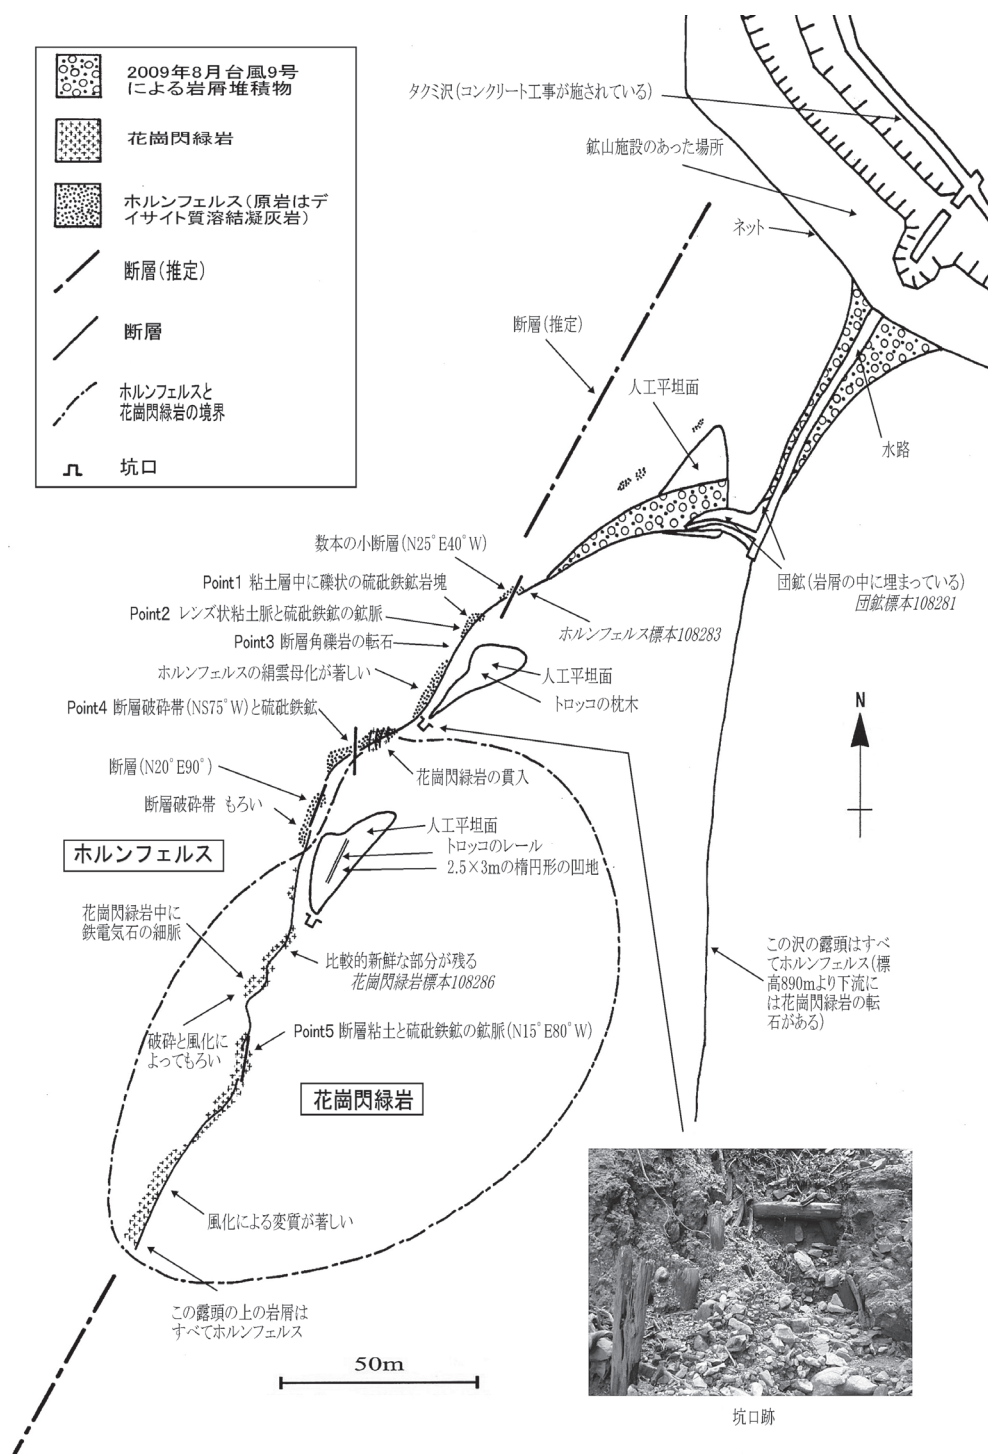 2009年8月台風9号
による岩屑堆積物
花崗閃緑岩
ホルンフェルス(原岩はデ
イサイト質溶結凝灰岩)
断層(推定)
断層
ホルンフェルスと
花崗閃緑岩の境界
坑口
タクミ沢(コンクリート工事が施されている)
鉱山施設のあった場所
ネット
断層(推定)
人工平坦面
水路
数本の小断層(N25°E40°W)
Point1 粘土層中に礫状の硫砒鉄鉱岩塊
Point2 レンズ状粘土脈と硫砒鉄鉱の鉱脈
Point3 断層角礫岩の転石
ホルンフェルスの絹雲母化が著しい
Point4 断層破砕帯(NS75°W)と硫砒鉄鉱
団鉱(岩屑の中に埋まっている)
団鉱標本108281
ホルンフェルス標本108283
人工平坦面
トロッコの枕木
N
花崗閃緑岩の貫入
断層(N20°E90°)
断層破砕帯 もろい
ホルンフェルス
人工平坦面
トロッコのレール
2.5×3mの楕円形の凹地
花崗閃緑岩中に
鉄電気石の細脈
比較的新鮮な部分が残る
花崗閃緑岩標本108286
この沢の露頭はすべ
てホルンフェルス(標
高890mより下流に
は花崗閃緑岩の転
石がある)
破砕と風化に
よってもろい
Point5 断層粘土と硫砒鉄鉱の鉱脈(N15°E80°W)
花崗閃緑岩
風化による変質が著しい
この露頭の上の岩屑は
すべてホルンフェルス
50m
坑口跡